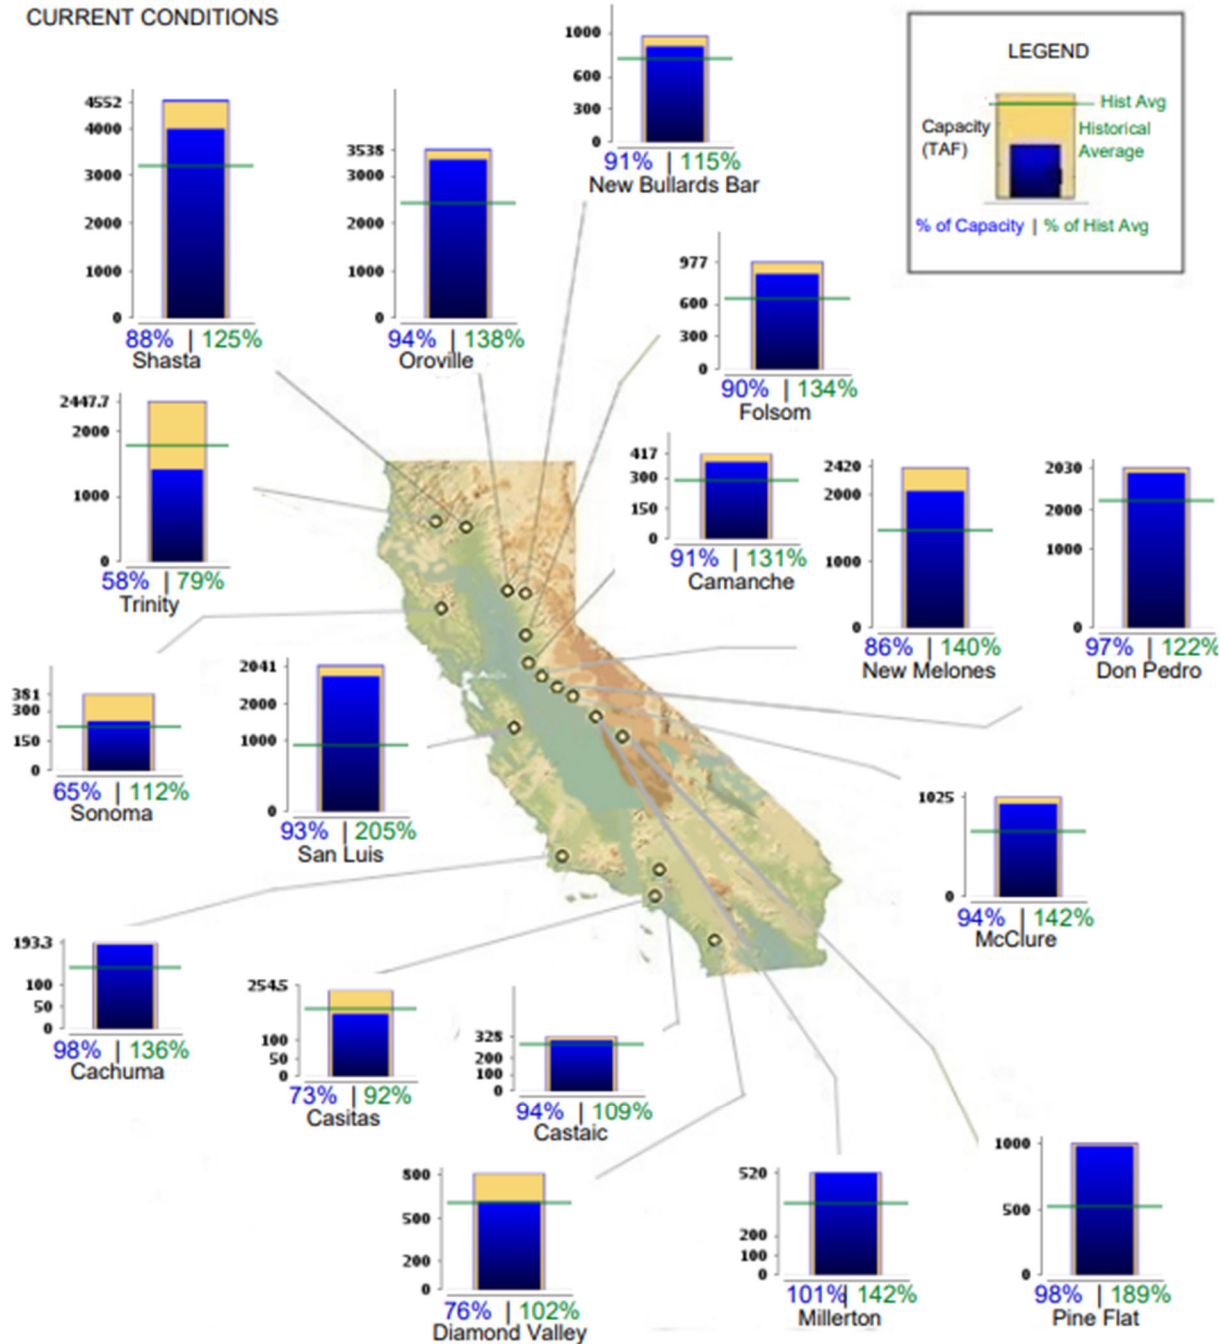 CURRENT CONDITIONS
LEGEND
Capacity
(TAF)
Hist Avg
Historical
Average
% of Capacity | % of Hist Avg
1000
600
300
0
91% | 115%
New Bullards Bar
4552
4000
3000
2000
1000
0
88% | 125%
Shasta
3538
3000
2000
1000
0
94% | 138%
Oroville
977
600
300
0
90% | 134%
Folsom
2447.7
2000
1000
0
58% | 79%
Trinity
417
300
150
0
91% | 131%
Camanche
2420
2000
1000
0
86% | 140%
New Melones
2030
2000
1000
0
97% | 122%
Don Pedro
381
300
150
0
65% | 112%
Sonoma
2041
2000
1000
0
93% | 205%
San Luis
1025
0
94% | 142%
McClure
193.3
100
50
0
98% | 136%
Cachuma
254.5
100
50
0
73% | 92%
Casitas
328
200
100
0
94% | 109%
Castaic
800
500
200
0
76% | 102%
Diamond Valley
520
200
100
0
101% | 142%
Millerton
1000
500
0
98% | 189%
Pine Flat